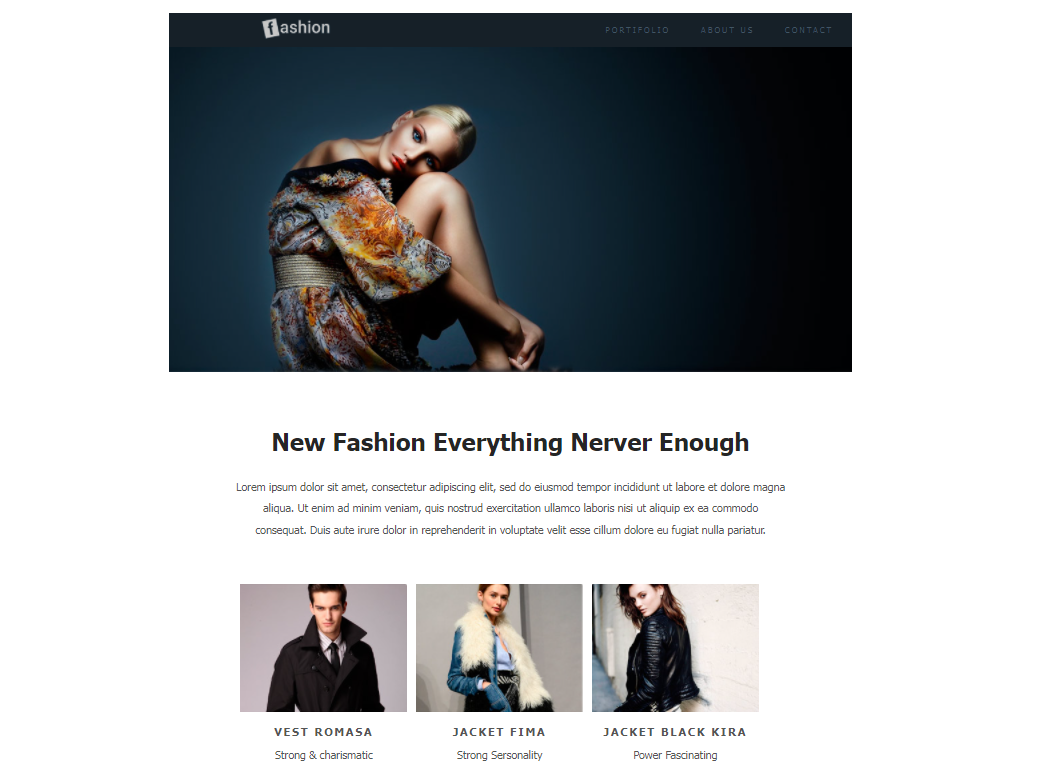 fashion
PORTIFOLIO ABOUT US CONTACT
New Fashion Everything Nerver Enough
Lorem ipsum dolor sit amet, consectetur adipiscing elit, sed do eiusmod tempor incididunt ut labore et dolore magna
aliqua. Ut enim ad minim veniam, quis nostrud exercitation ullamco laboris nisi ut aliquip ex ea commodo
consequat. Duis aute irure dolor in reprehenderit in voluptate velit esse cillum dolore eu fugiat nulla pariatur.
VEST ROMASA
Strong & charismatic
JACKET FIMA
Strong Sersonality
JACKET BLACK KIRA
Power Fascinating